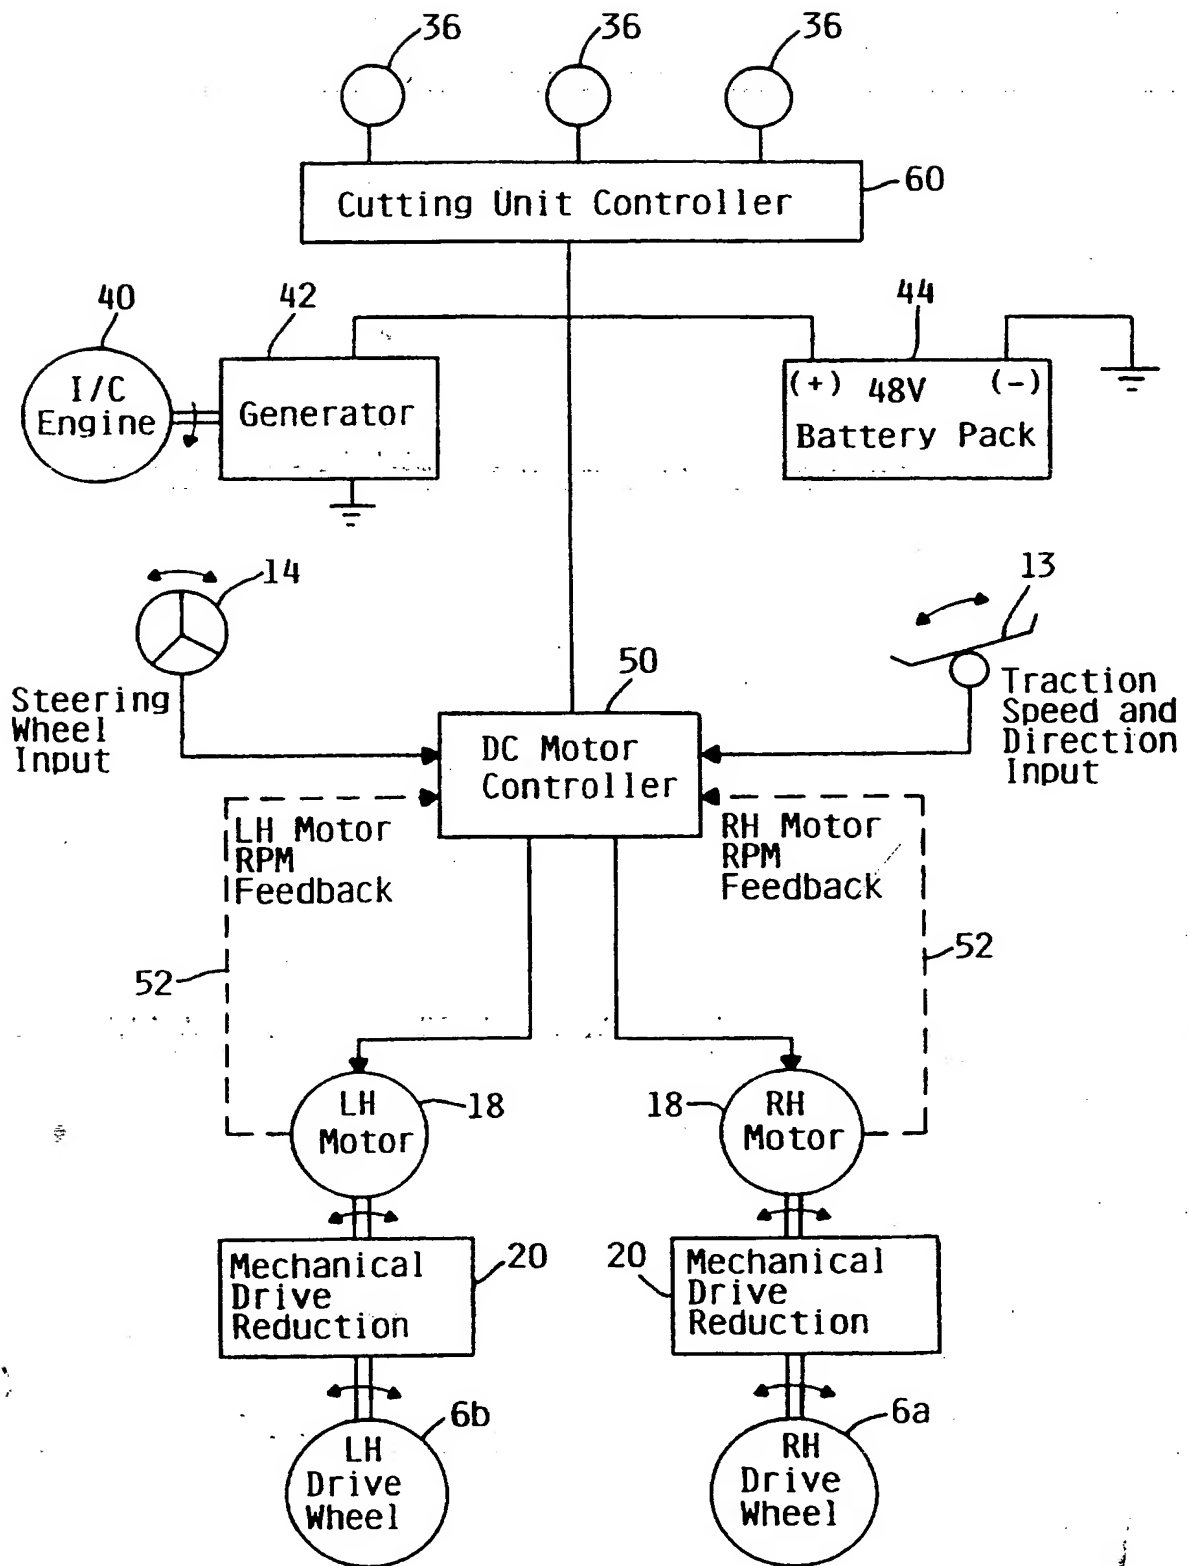 36
36
36
Cutting Unit Controller
60
40
42
44
I/C
Engine
Generator
(+) 48V (-)
Battery Pack
14
13
Steering
Wheel
Input
50
Traction
Speed and
Direction
Input
DC Motor
Controller
LH Motor
RPM
Feedback
RH Motor
RPM
Feedback
52
52
LH
Motor
18
18
RH
Motor
Mechanical
Drive
Reduction
20
20
Mechanical
Drive
Reduction
6b
6a
LH
Drive
Wheel
RH
Drive
Wheel